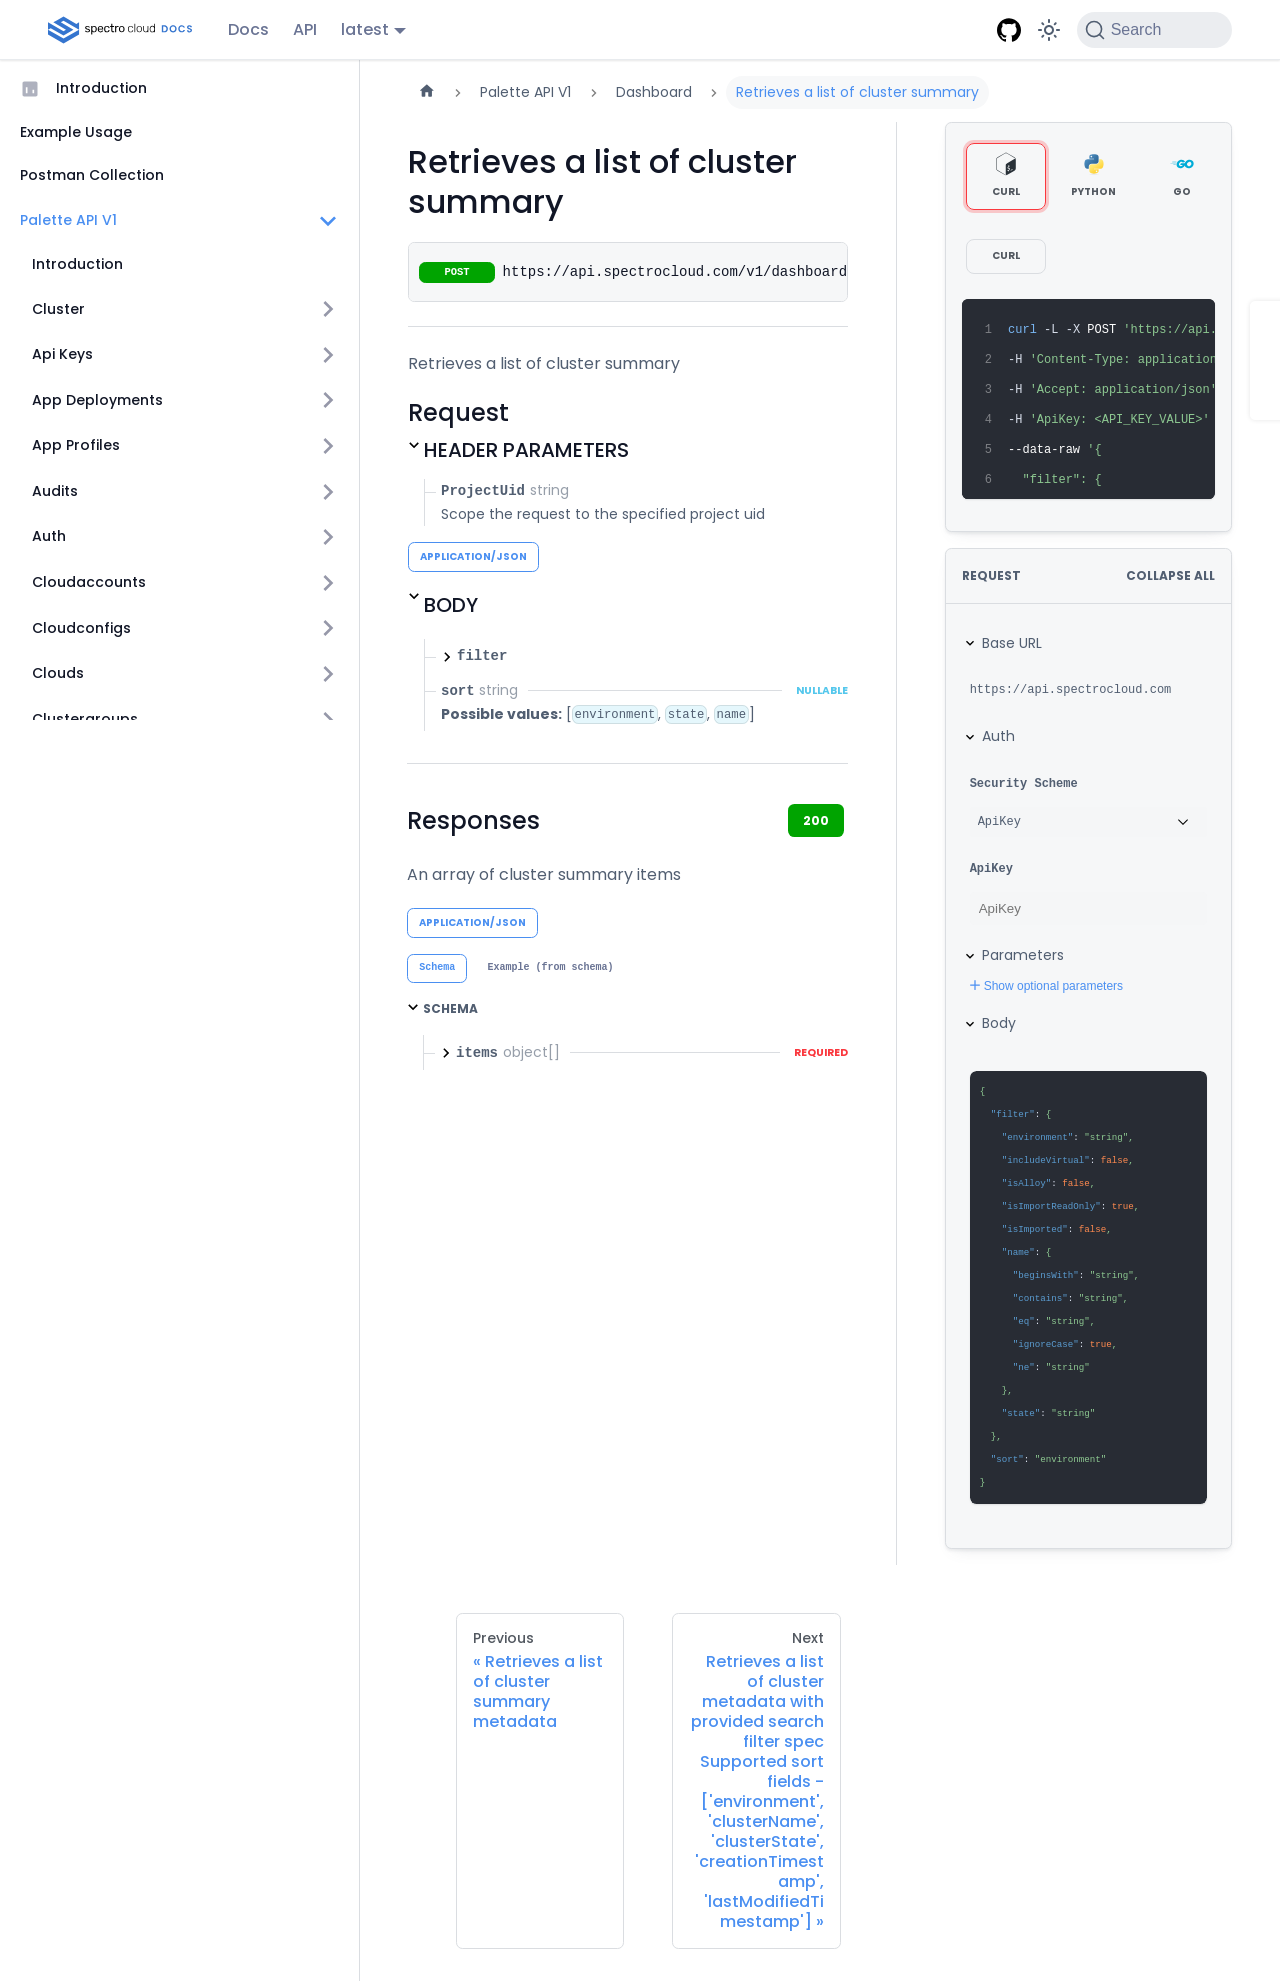 spectro cloud DOCS
Docs
API
latest
Search
Introduction
Example Usage
Postman Collection
Palette API V1
Introduction
Cluster
Api Keys
App Deployments
App Profiles
Audits
Auth
Cloudaccounts
Cloudconfigs
Clouds
Clustergroups
Palette API V1
Dashboard
Retrieves a list of cluster summary
Retrieves a list of cluster
summary
POST https://api.spectrocloud.com/v1/dashboard
Retrieves a list of cluster summary
Request
HEADER PARAMETERS
ProjectUid string
Scope the request to the specified project uid
APPLICATION/JSON
BODY
filter
sort string NULLABLE
Possible values: [environment, state, name]
Responses
200
An array of cluster summary items
APPLICATION/JSON
Schema Example (from schema)
SCHEMA
items object[] REQUIRED
CURL PYTHON GO
CURL
1 curl -L -X POST 'https://api.
2 -H 'Content-Type: application
3 -H 'Accept: application/json'
4 -H 'ApiKey: <API_KEY_VALUE>'
5 --data-raw '{
6 "filter": {
REQUEST COLLAPSE ALL
Base URL
https://api.spectrocloud.com
Auth
Security Scheme
ApiKey
ApiKey
ApiKey
Parameters
+ Show optional parameters
Body
{
"filter": {
"environment": "string",
"includeVirtual": false,
"isAlloy": false,
"isImportReadOnly": true,
"isImported": false,
"name": {
"beginsWith": "string",
"contains": "string",
"eq": "string",
"ignoreCase": true,
"ne": "string"
},
"state": "string"
},
"sort": "environment"
}
Previous
« Retrieves a list
of cluster
summary
metadata
Next
Retrieves a list
of cluster
metadata with
provided search
filter spec
Supported sort
fields -
['environment',
'clusterName',
'clusterState',
'creationTimest
amp',
'lastModifiedTi
mestamp'] »